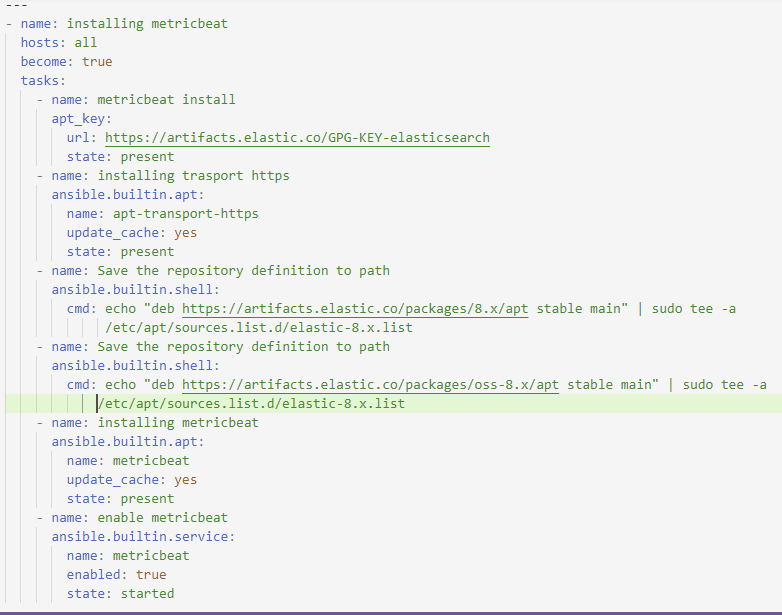 ---
- name: installing metricbeat
  hosts: all
  become: true
  tasks:
    - name: metricbeat install
      apt_key:
        url: https://artifacts.elastic.co/GPG-KEY-elasticsearch
        state: present
    - name: installing trasport https
      ansible.builtin.apt:
        name: apt-transport-https
        update_cache: yes
        state: present
    - name: Save the repository definition to path
      ansible.builtin.shell:
        cmd: echo "deb https://artifacts.elastic.co/packages/8.x/apt stable main" | sudo tee -a
             /etc/apt/sources.list.d/elastic-8.x.list
    - name: Save the repository definition to path
      ansible.builtin.shell:
        cmd: echo "deb https://artifacts.elastic.co/packages/oss-8.x/apt stable main" | sudo tee -a
            /etc/apt/sources.list.d/elastic-8.x.list
    - name: installing metricbeat
      ansible.builtin.apt:
        name: metricbeat
        update_cache: yes
        state: present
    - name: enable metricbeat
      ansible.builtin.service:
        name: metricbeat
        enabled: true
        state: started